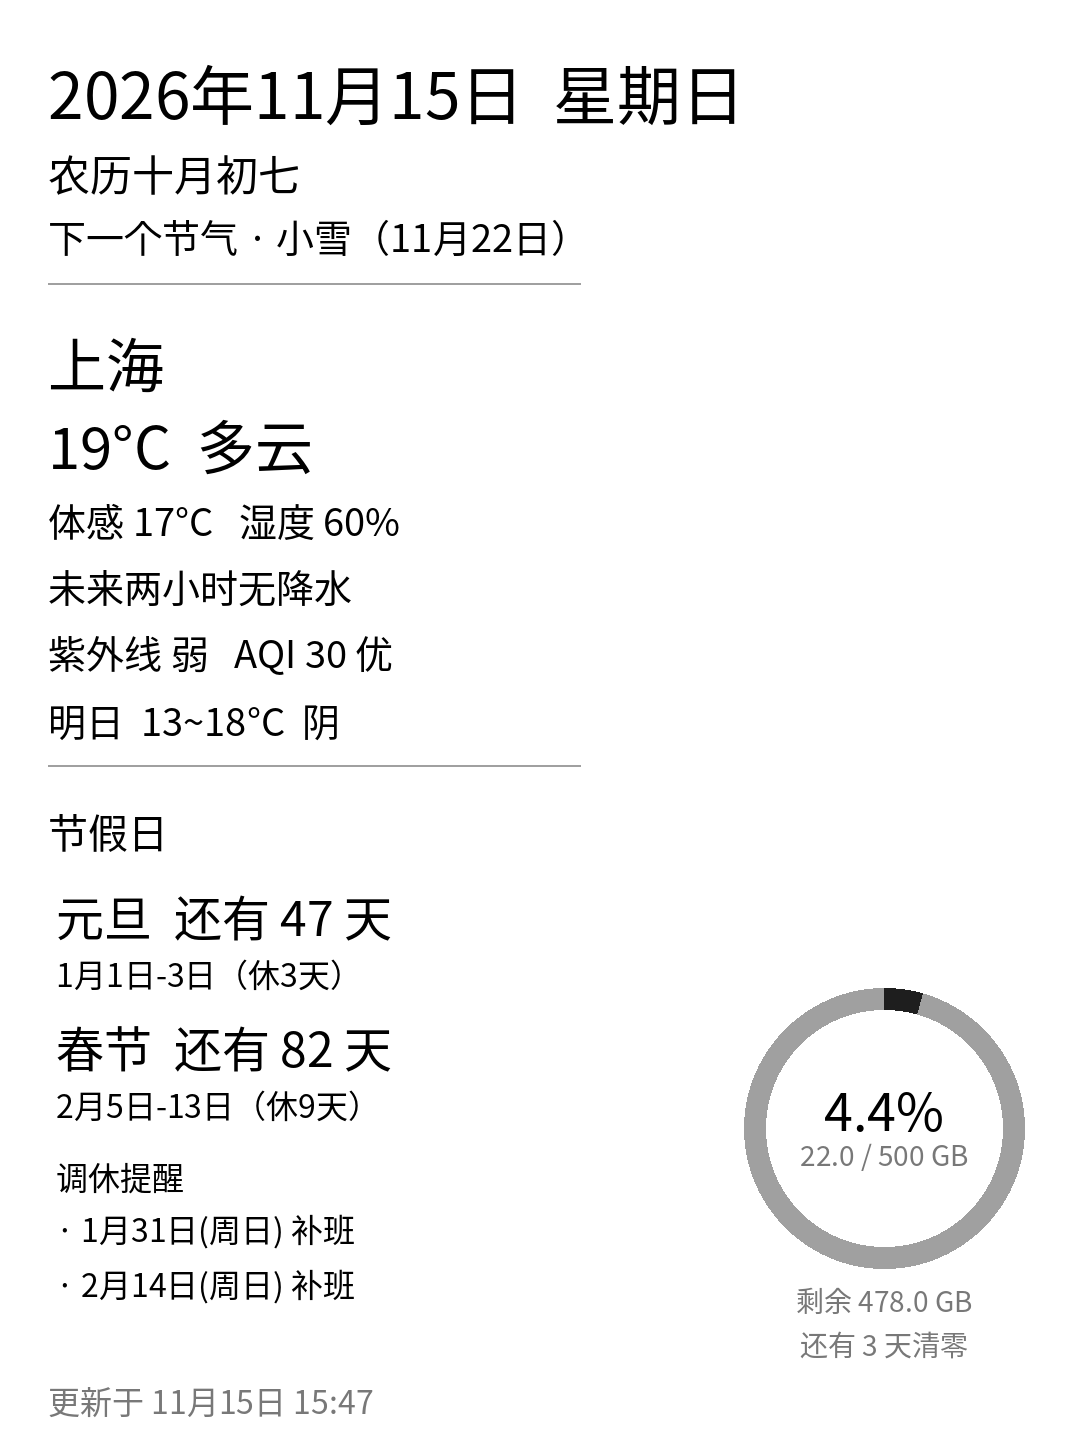 2026年11月15日 星期日
农历十月初七
下一个节气 · 小雪（11月22日）
上海
19°C 多云
体感 17°C 湿度 60%
未来两小时无降水
紫外线 弱 AQI 30 优
明日 13~18°C 阴
节假日
元旦 还有 47 天
1月1日-3日（休3天）
春节 还有 82 天
2月5日-13日（休9天）
调休提醒
· 1月31日(周日) 补班
· 2月14日(周日) 补班
4.4%
22.0 / 500 GB
剩余 478.0 GB
还有 3 天清零
更新于 11月15日 15:47